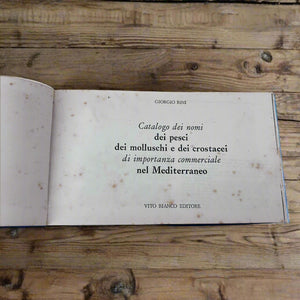 GIORGIO BINI
Catalogo dei nomi
dei pesci
dei molluschi e dei crostacei
di importanza commerciale
nel Mediterraneo
VITO BIANCO EDITORE